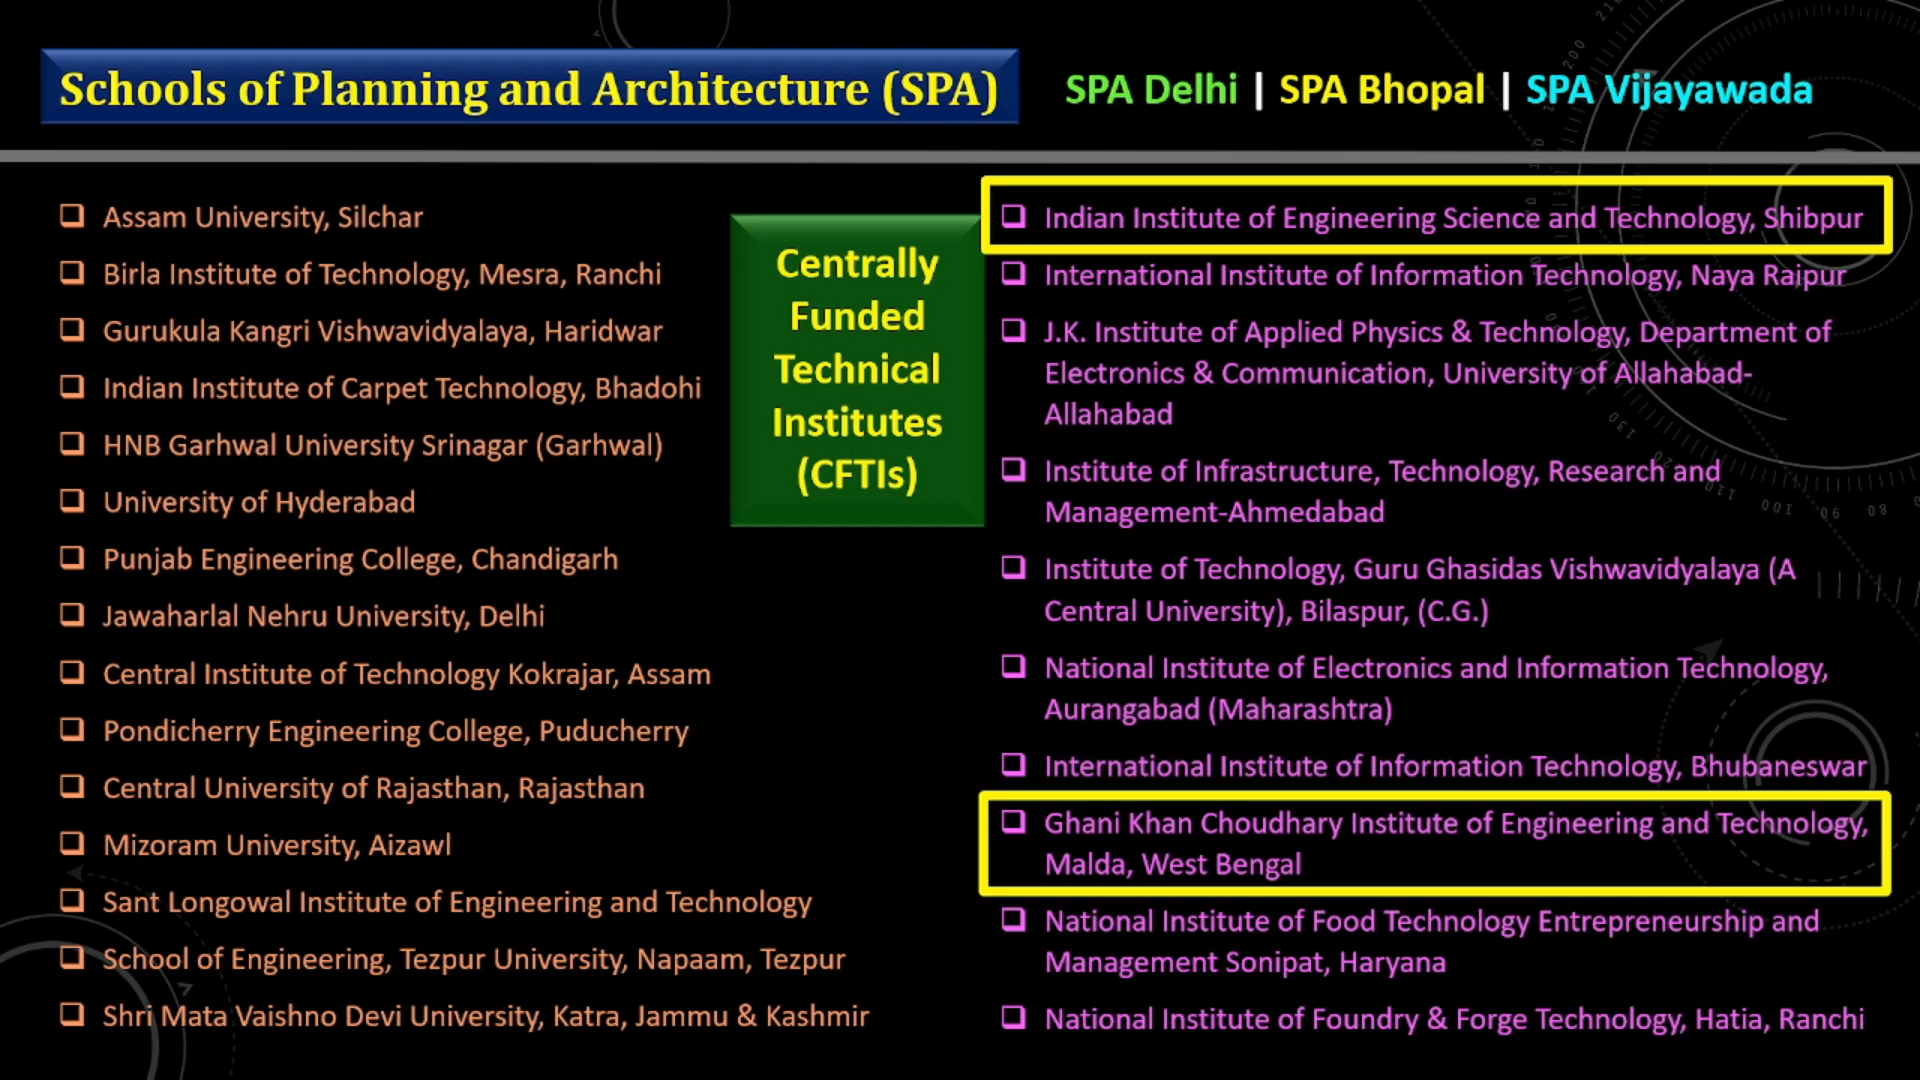 Schools of Planning and Architecture (SPA)
SPA Delhi | SPA Bhopal | SPA Vijayawada
Assam University, Silchar
Birla Institute of Technology, Mesra, Ranchi
Gurukula Kangri Vishwavidyalaya, Haridwar
Indian Institute of Carpet Technology, Bhadohi
HNB Garhwal University Srinagar (Garhwal)
University of Hyderabad
Punjab Engineering College, Chandigarh
Jawaharlal Nehru University, Delhi
Central Institute of Technology Kokrajar, Assam
Pondicherry Engineering College, Puducherry
Central University of Rajasthan, Rajasthan
Mizoram University, Aizawl
Sant Longowal Institute of Engineering and Technology
School of Engineering, Tezpur University, Napaam, Tezpur
Shri Mata Vaishno Devi University, Katra, Jammu & Kashmir
Centrally
Funded
Technical
Institutes
(CFTIs)
Indian Institute of Engineering Science and Technology, Shibpur
International Institute of Information Technology, Naya Raipur
J.K. Institute of Applied Physics & Technology, Department of
Electronics & Communication, University of Allahabad-
Allahabad
Institute of Infrastructure, Technology, Research and
Management-Ahmedabad
Institute of Technology, Guru Ghasidas Vishwavidyalaya (A
Central University), Bilaspur, (C.G.)
National Institute of Electronics and Information Technology,
Aurangabad (Maharashtra)
International Institute of Information Technology, Bhubaneswar
Ghani Khan Choudhary Institute of Engineering and Technology,
Malda, West Bengal
National Institute of Food Technology Entrepreneurship and
Management Sonipat, Haryana
National Institute of Foundry & Forge Technology, Hatia, Ranchi